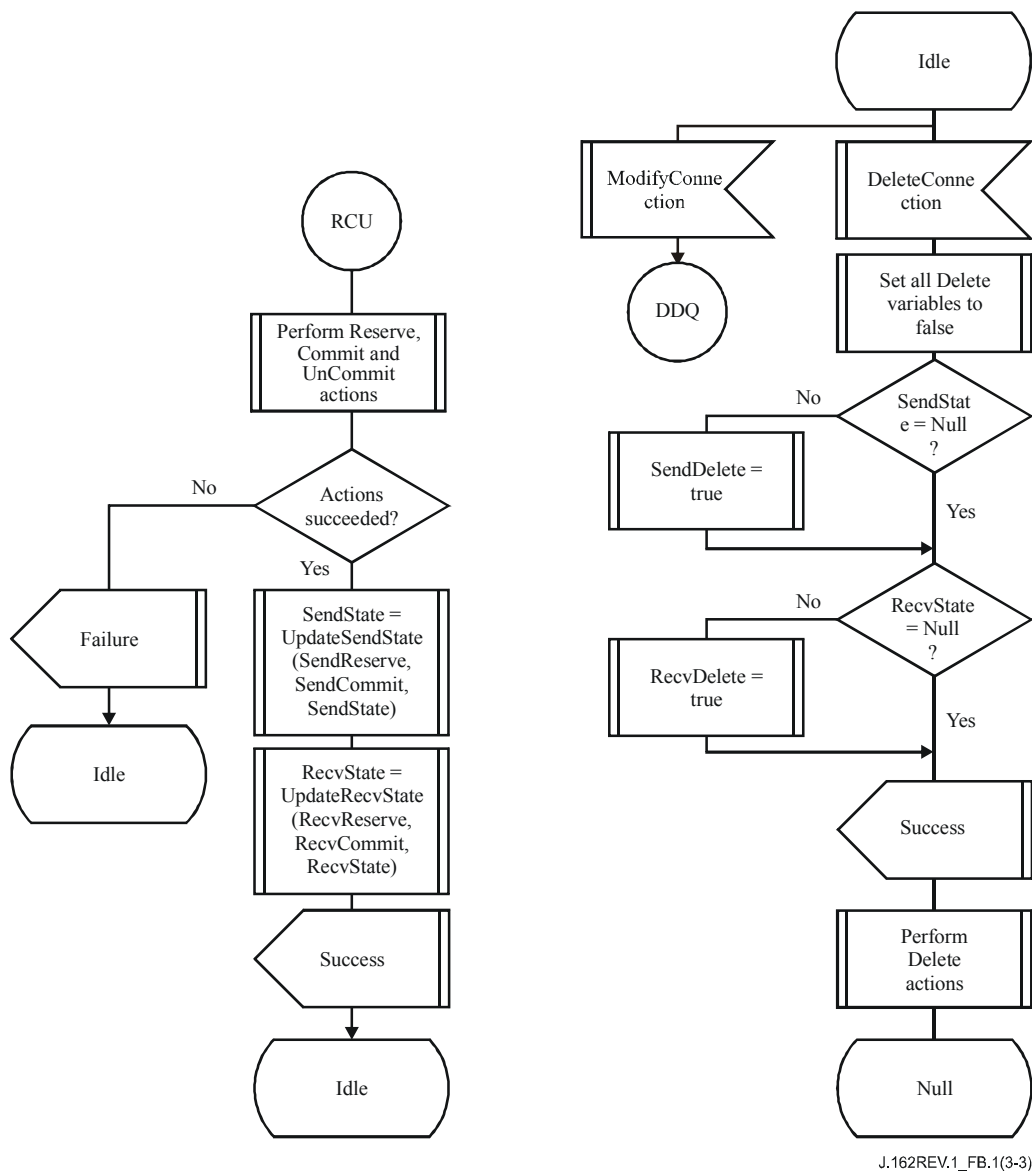 RCU
Perform Reserve,
Commit and
UnCommit
actions
Actions
succeeded?
No
Yes
Failure
Idle
SendState =
UpdateSendState
(SendReserve,
SendCommit,
SendState)
RecvState =
UpdateRecvState
(RecvReserve,
RecvCommit,
RecvState)
Success
Idle
Idle
ModifyConne
ction
DDQ
DeleteConne
ction
Set all Delete
variables to
false
SendStat
e = Null
?
No
SendDelete =
true
Yes
RecvState
= Null
?
No
RecvDelete =
true
Yes
Success
Perform
Delete
actions
Null
J.162REV.1_FB.1(3-3)